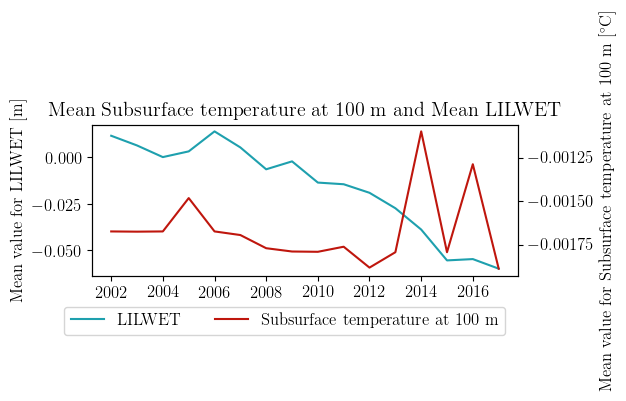 Mean Subsurface temperature at 100 m and Mean LILWET
Mean value for LILWET [m]
0.000
−0.025
−0.050
−0.00125
−0.00150
−0.00175
Mean value for Subsurface temperature at 100 m [°C]
2002 2004 2006 2008 2010 2012 2014 2016
LILWET Subsurface temperature at 100 m